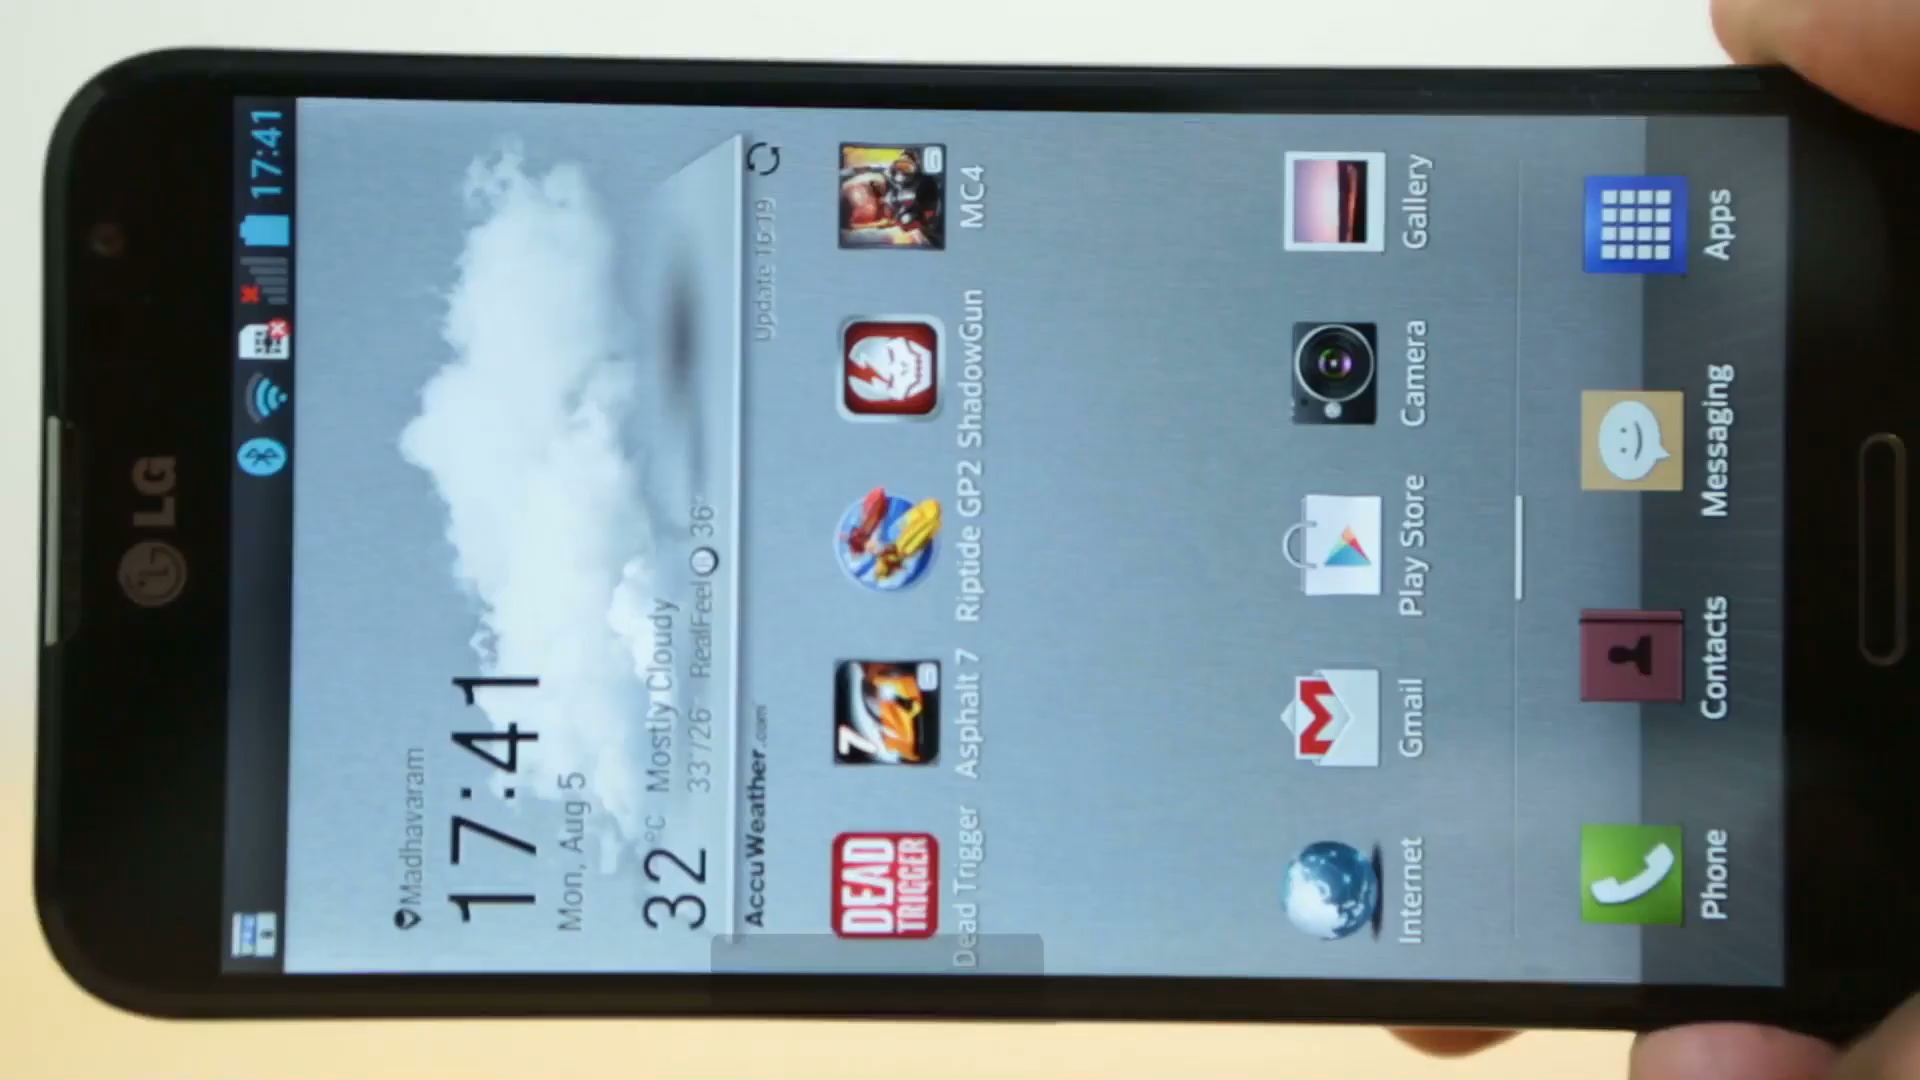 LG
17:41
Madhavaram
17:41
Mon, Aug 5
32°C Mostly Cloudy
33°/26° RealFeel® 36°
AccuWeather.com
Update 16:19
DEAD
TRIGGER
7
Dead Trigger
Asphalt 7
Riptide GP2
ShadowGun
MC4
Internet
Gmail
Play Store
Camera
Gallery
Phone
Contacts
Messaging
Apps